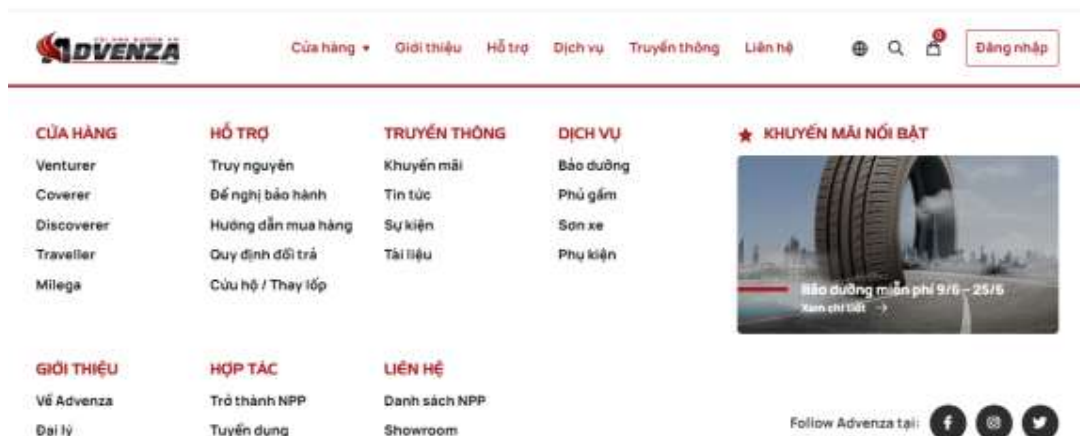 ADVENZA
Cửa hàng
Giới thiệu
Hỗ trợ
Dịch vụ
Truyền thông
Liên hệ
0
Đăng nhập
CỬA HÀNG
Venturer
Coverer
Discoverer
Traveller
Milega
HỖ TRỢ
Truy nguyên
Đề nghị bảo hành
Hướng dẫn mua hàng
Quy định đổi trả
Cứu hộ / Thay lốp
TRUYỀN THÔNG
Khuyến mãi
Tin tức
Sự kiện
Tài liệu
DỊCH VỤ
Bảo dưỡng
Phủ gầm
Sơn xe
Phụ kiện
KHUYẾN MÃI NỔI BẬT
Bảo dưỡng miễn phí 9/6 – 25/6
Xem chi tiết
GIỚI THIỆU
Về Advenza
Đại lý
HỢP TÁC
Trở thành NPP
Tuyển dụng
LIÊN HỆ
Danh sách NPP
Showroom
Follow Advenza tại: